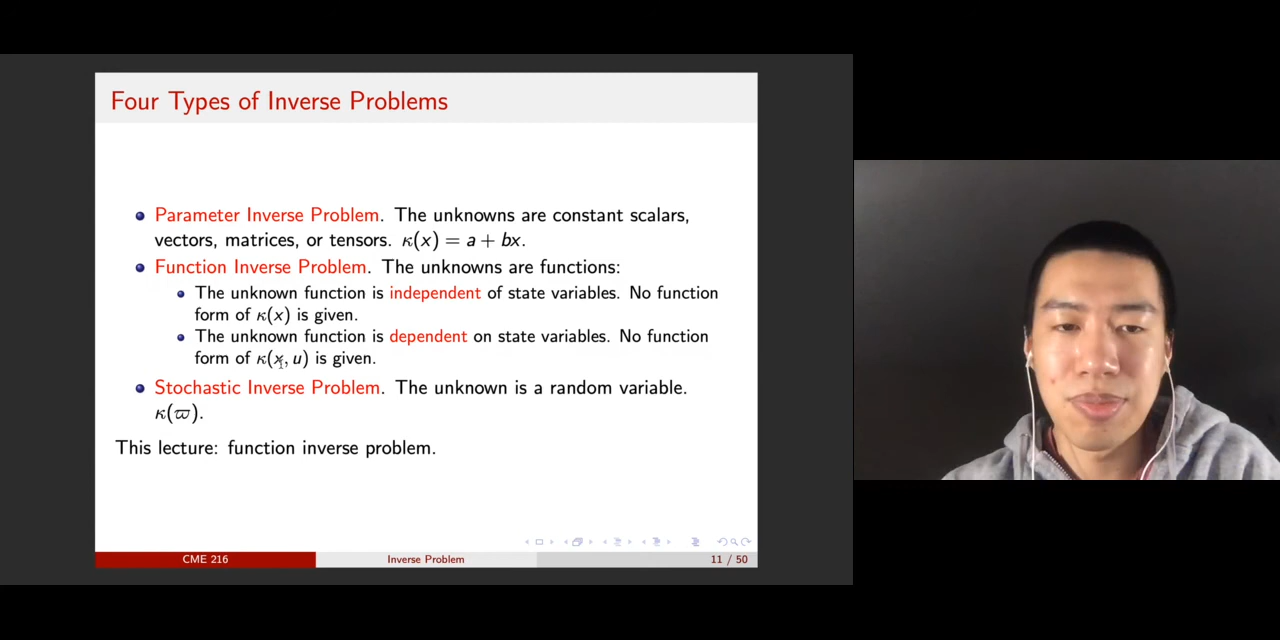 Four Types of Inverse Problems
Parameter Inverse Problem. The unknowns are constant scalars,
vectors, matrices, or tensors. κ(x) = a + bx.
Function Inverse Problem. The unknowns are functions:
The unknown function is independent of state variables. No function
form of κ(x) is given.
The unknown function is dependent on state variables. No function
form of κ(x, u) is given.
Stochastic Inverse Problem. The unknown is a random variable.
κ(ϖ).
This lecture: function inverse problem.
CME 216 Inverse Problem 11 / 50